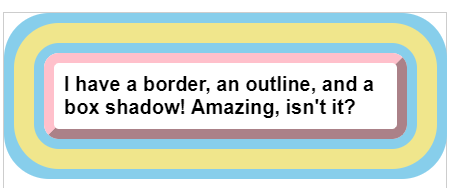 I have a border, an outline, and a
box shadow! Amazing, isn't it?